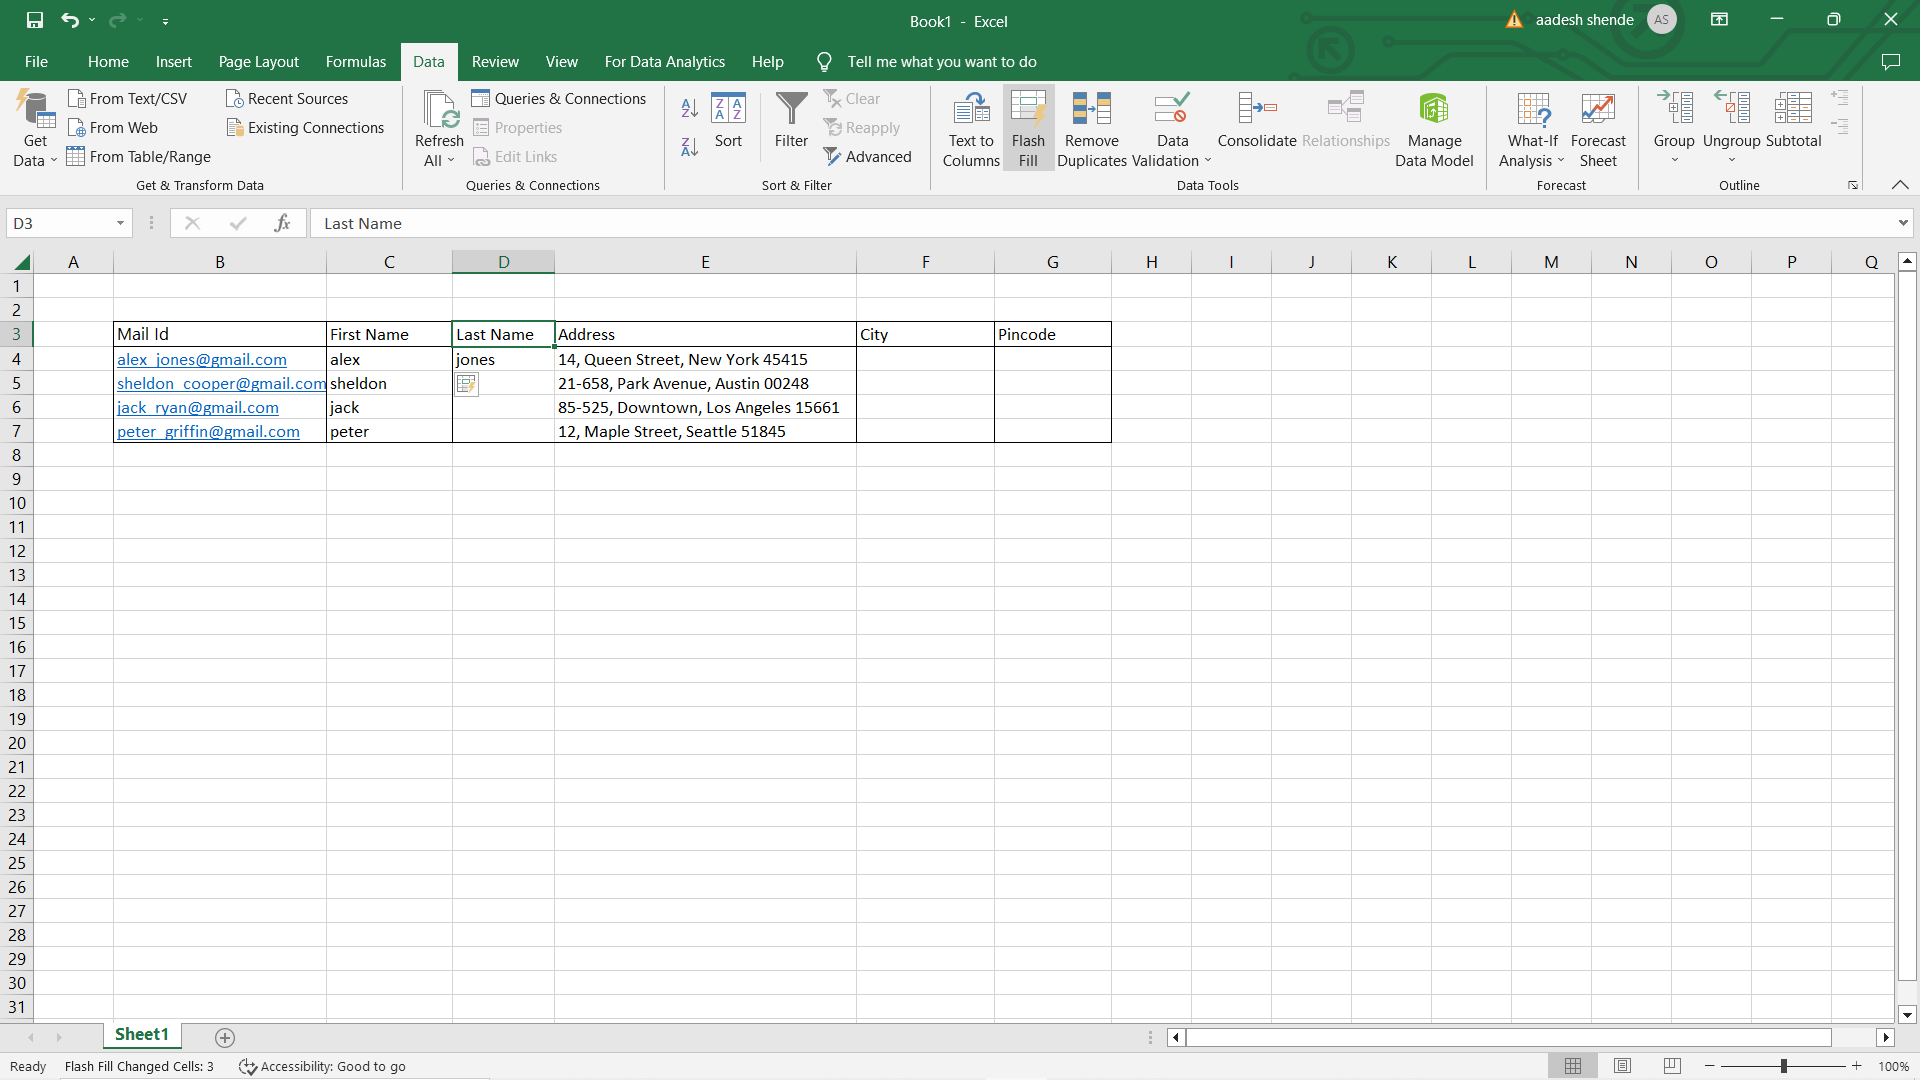 Book1 - Excel
aadesh shende AS
File Home Insert Page Layout Formulas Data Review View For Data Analytics Help Tell me what you want to do
Get Data
From Text/CSV
From Web
From Table/Range
Recent Sources
Existing Connections
Get & Transform Data
Refresh All
Queries & Connections
Properties
Edit Links
Queries & Connections
Sort
Filter
Clear
Reapply
Advanced
Sort & Filter
Text to Columns
Flash Fill
Remove Duplicates
Data Validation
Consolidate
Relationships
Manage Data Model
Data Tools
What-If Analysis
Forecast Sheet
Forecast
Group
Ungroup
Subtotal
Outline
D3 fx Last Name
A B C D E F G H I J K L M N O P Q
1
2
3 Mail Id First Name Last Name Address City Pincode
4 alex_jones@gmail.com alex jones 14, Queen Street, New York 45415
5 sheldon_cooper@gmail.com sheldon 21-658, Park Avenue, Austin 00248
6 jack_ryan@gmail.com jack 85-525, Downtown, Los Angeles 15661
7 peter_griffin@gmail.com peter 12, Maple Street, Seattle 51845
8
9
10
11
12
13
14
15
16
17
18
19
20
21
22
23
24
25
26
27
28
29
30
31
Sheet1
Ready Flash Fill Changed Cells: 3 Accessibility: Good to go 100%